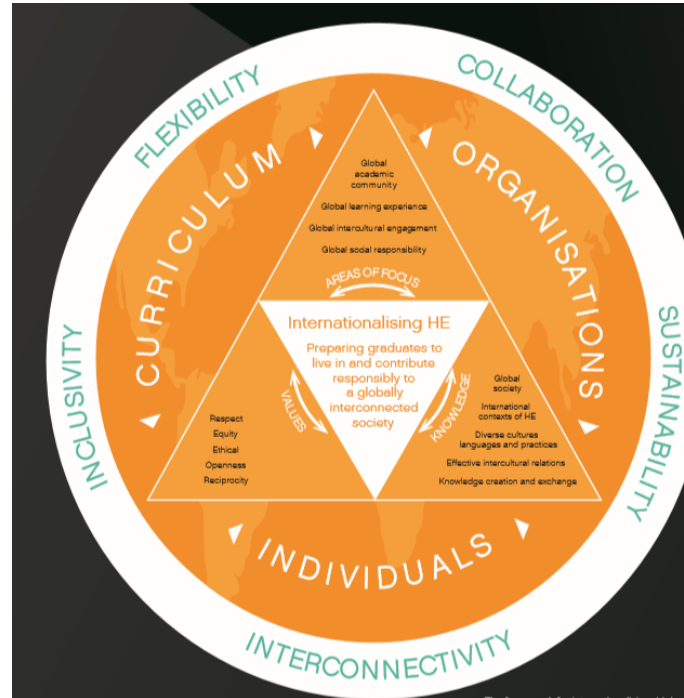 FLEXIBILITY
COLLABORATION
SUSTAINABILITY
INTERCONNECTIVITY
INCLUSIVITY
CURRICULUM
ORGANISATIONS
INDIVIDUALS
Global
academic
community
Global learning experience
Global intercultural engagement
Global social responsibility
AREAS OF FOCUS
Internationalising HE
Preparing graduates to
live in and contribute
responsibly to
a globally
interconnected
society
VALUES
KNOWLEDGE
Respect
Equity
Ethical
Openness
Reciprocity
Global
society
International
contexts of HE
Diverse cultures
languages and practices
Effective intercultural relations
Knowledge creation and exchange